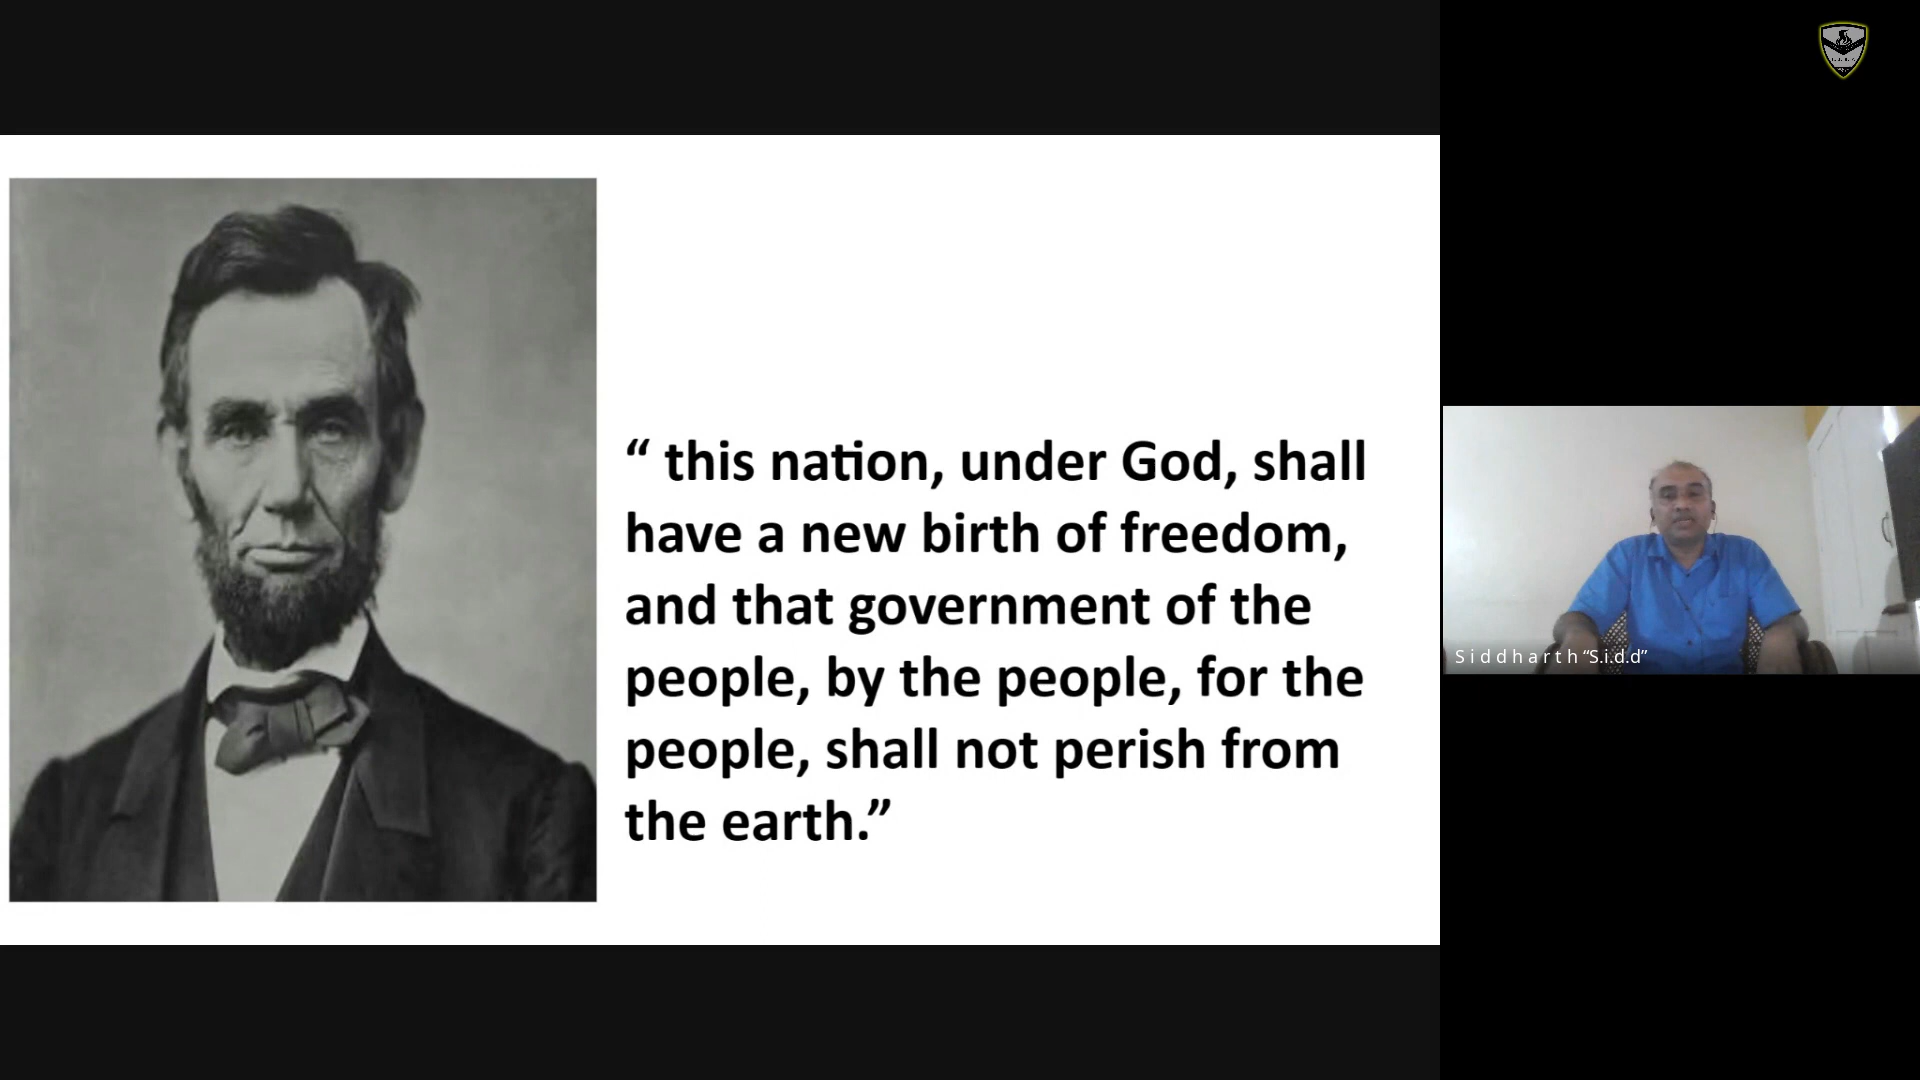 “ this nation, under God, shall
have a new birth of freedom,
and that government of the
people, by the people, for the
people, shall not perish from
the earth.”
S i d d h a r t h “S.i.d.d”